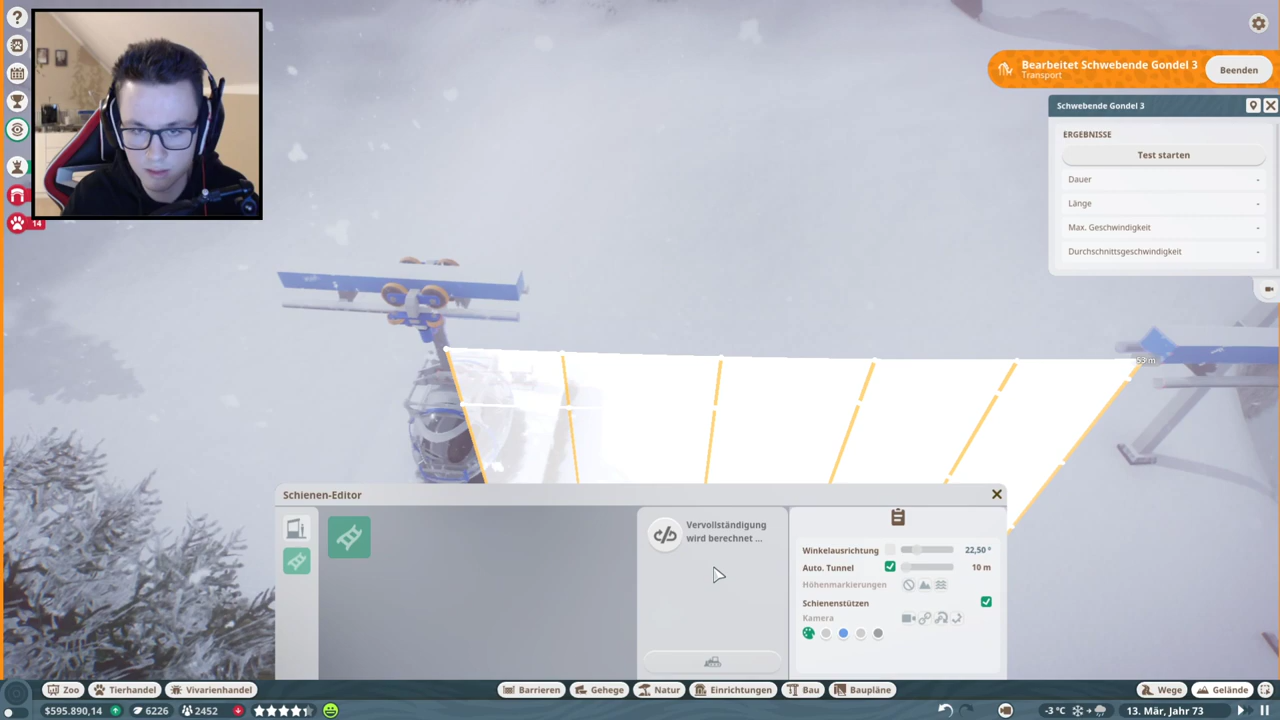 ?
Bearbeitet Schwebende Gondel 3
Transport
Beenden
Schwebende Gondel 3
ERGEBNISSE
Test starten
Dauer -
Länge -
Max. Geschwindigkeit -
Durchschnittsgeschwindigkeit -
14
53 m
Schienen-Editor
Vervollständigung
wird berechnet ...
Winkelausrichtung 22,50 °
Auto. Tunnel 10 m
Höhenmarkierungen
Schienenstützen
Kamera
Zoo Tierhandel Vivarienhandel Barrieren Gehege Natur Einrichtungen Bau Baupläne Wege Gelände
$595.890,14 6226 2452 -3 °C 13. Mär, Jahr 73